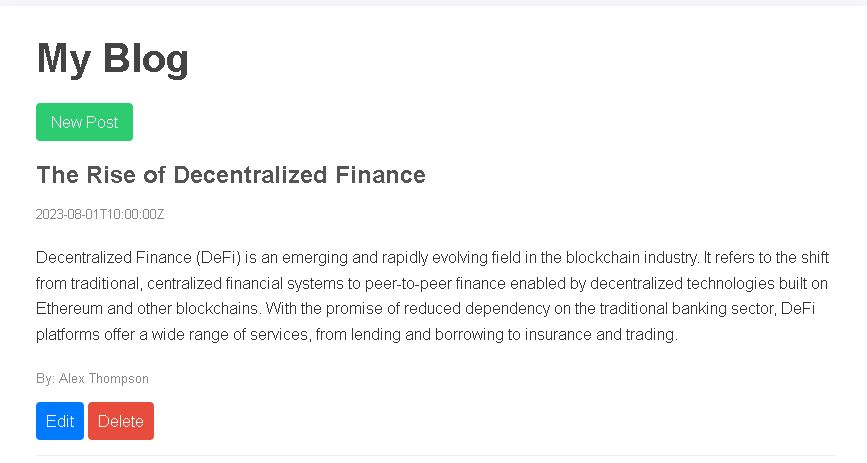 My Blog
New Post
The Rise of Decentralized Finance
2023-08-01T10:00:00Z
Decentralized Finance (DeFi) is an emerging and rapidly evolving field in the blockchain industry. It refers to the shift
from traditional, centralized financial systems to peer-to-peer finance enabled by decentralized technologies built on
Ethereum and other blockchains. With the promise of reduced dependency on the traditional banking sector, DeFi
platforms offer a wide range of services, from lending and borrowing to insurance and trading.
By: Alex Thompson
Edit Delete